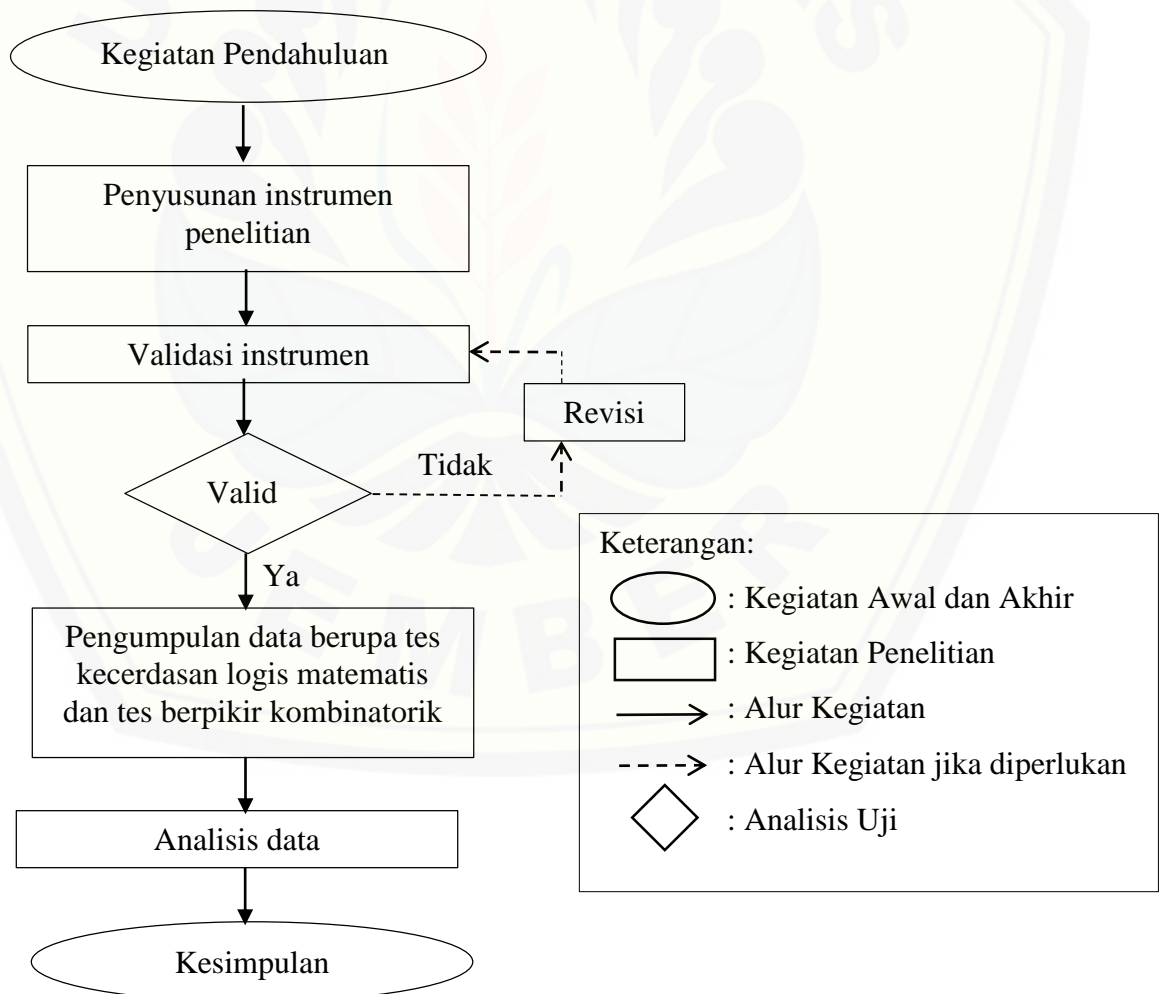 Kegiatan Pendahuluan
Penyusunan instrumen
penelitian
Validasi instrumen
Revisi
Tidak
Valid
Ya
Pengumpulan data berupa tes
kecerdasan logis matematis
dan tes berpikir kombinatorik
Analisis data
Kesimpulan
Keterangan:
: Kegiatan Awal dan Akhir
: Kegiatan Penelitian
: Alur Kegiatan
: Alur Kegiatan jika diperlukan
: Analisis Uji
JEMBER